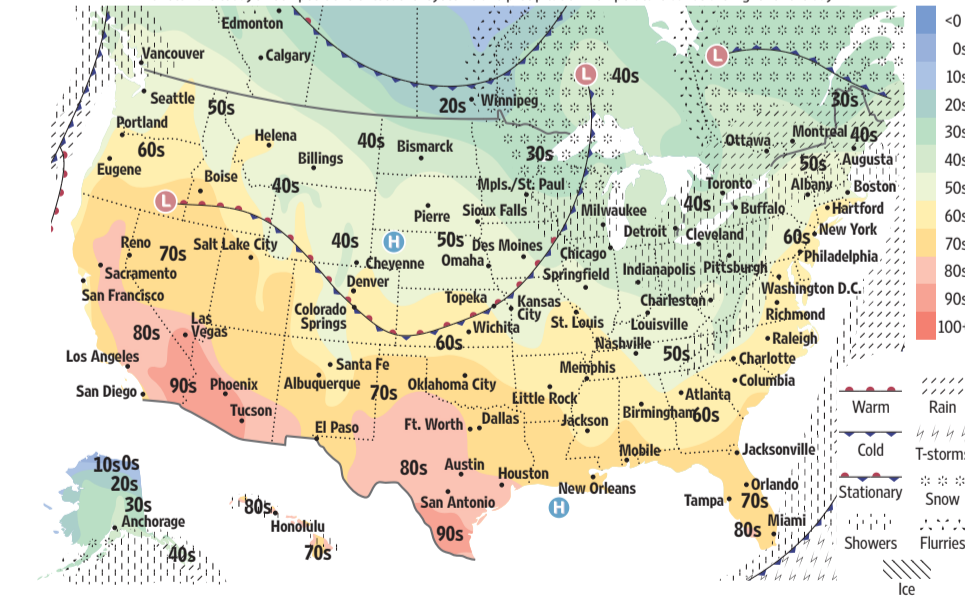 Edmonton
<0
Vancouver
Calgary
0s
L
L
40s
10s
Seattle
50s
20s
Winnipeg
30s
20s
Portland
60s
Helena
40s
Bismarck
30s
Ottawa
Montreal
40s
30s
Eugene
Billings
50s
Augusta
40s
Boise
40s
Mpls./St. Paul
Toronto
Albany
Boston
50s
L
Pierre
Sioux Falls
Milwaukee
40s
Buffalo
Hartford
60s
Reno
70s
Salt Lake City
40s
H
50s
Des Moines
Chicago
Detroit
Cleveland
60s
New York
70s
Sacramento
Cheyenne
Omaha
Springfield
Indianapolis
Pittsburgh
Philadelphia
80s
San Francisco
Denver
Topeka
Kansas
City
Charleston
Washington D.C.
90s
Colorado
Springs
Las
Vegas
80s
Wichita
St. Louis
Louisville
Richmond
100+
60s
Nashville
50s
Raleigh
Los Angeles
Santa Fe
Memphis
Charlotte
San Diego
90s
Phoenix
Albuquerque
70s
Oklahoma City
Little Rock
Atlanta
Columbia
Tucson
El Paso
Ft. Worth
Dallas
Jackson
Birmingham
60s
Warm
Rain
80s
Austin
Houston
Mobile
Jacksonville
Cold
T-storms
10s
0s
20s
San Antonio
New Orleans
Orlando
Stationary
Snow
30s
Anchorage
80s
Honolulu
H
Tampa
70s
40s
70s
90s
80s
Miami
Showers
Flurries
Ice